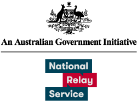 An Australian Government Initiative
National
Relay
Service